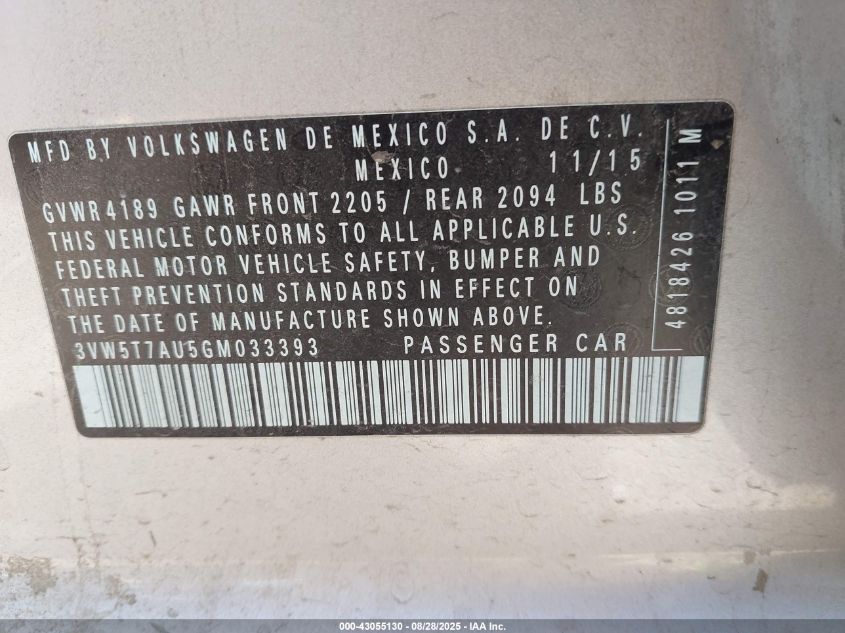 MFD BY VOLKSWAGEN DE MEXICO S.A. DE C.V.
MEXICO 11/15
GVWR 4189 GAWR FRONT 2205 / REAR 2094 LBS
THIS VEHICLE CONFORMS TO ALL APPLICABLE U.S.
FEDERAL MOTOR VEHICLE SAFETY, BUMPER AND
THEFT PREVENTION STANDARDS IN EFFECT ON
THE DATE OF MANUFACTURE SHOWN ABOVE.
3VW5T7AU5GM033393 PASSENGER CAR
4818426 1011 M
000-43055130 - 08/28/2025 - IAA Inc.